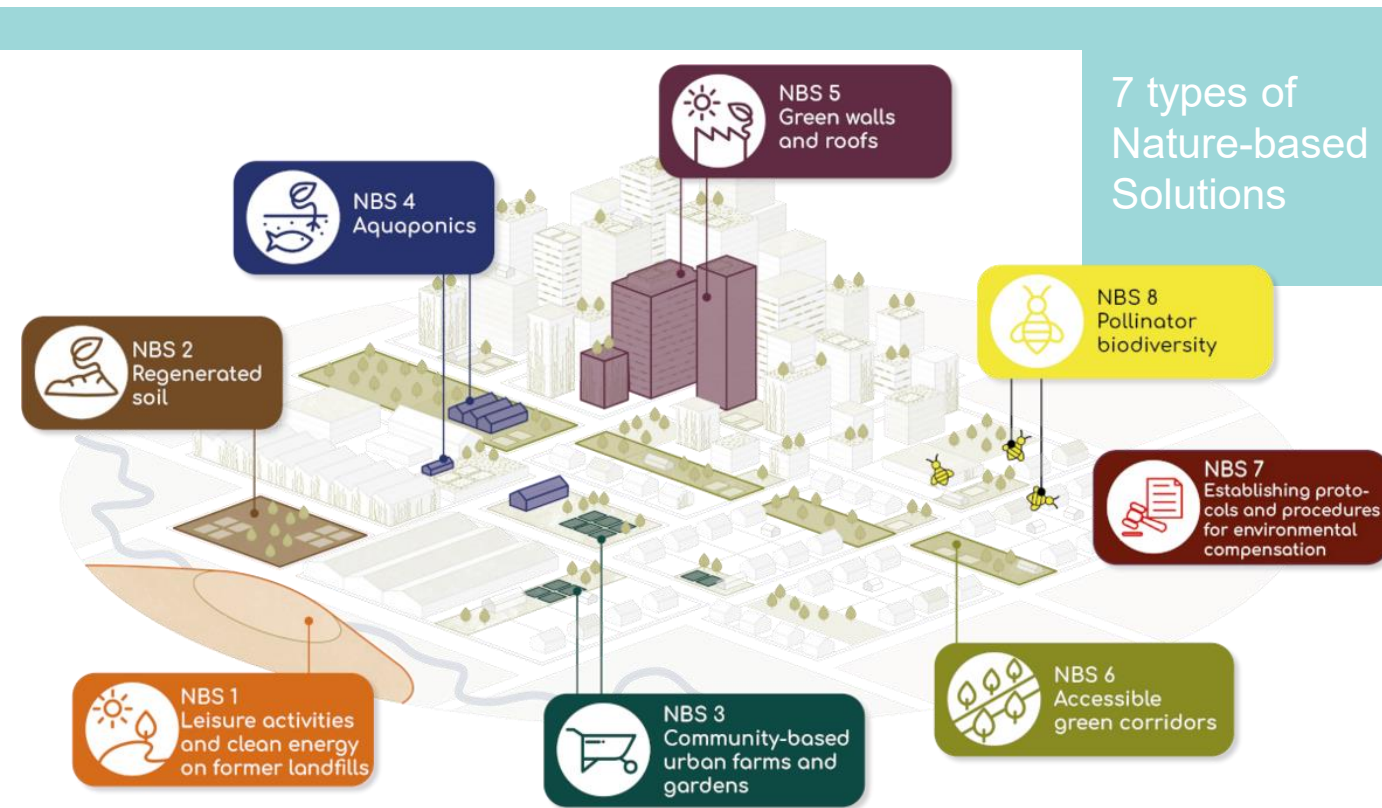 7 types of
Nature-based
Solutions
NBS 5
Green walls
and roofs
NBS 4
Aquaponics
NBS 8
Pollinator
biodiversity
NBS 2
Regenerated
soil
NBS 7
Establishing proto-
cols and procedures
for environmental
compensation
NBS 1
Leisure activities
and clean energy
on former landfills
NBS 3
Community-based
urban farms and
gardens
NBS 6
Accessible
green corridors